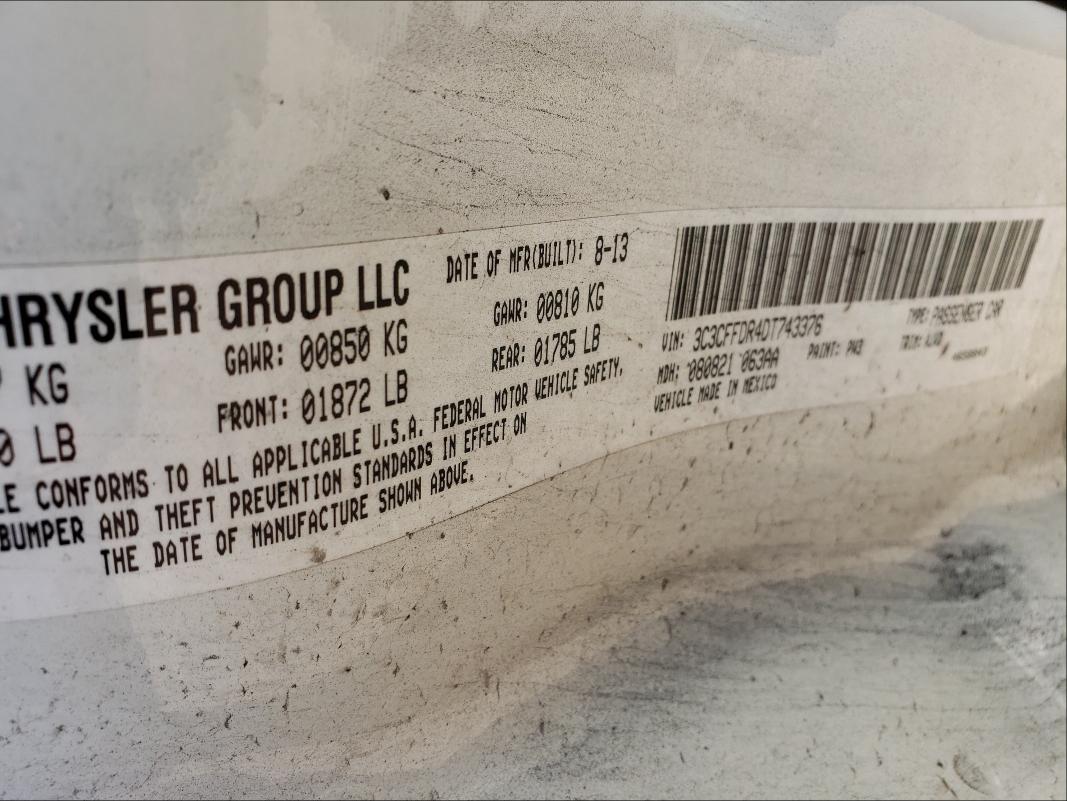 HRYSLER GROUP LLC
DATE OF MFR(BUILT): 8-13
KG GAWR: 00850 KG GAWR: 00810 KG
0 LB FRONT: 01872 LB REAR: 01785 LB
LE CONFORMS TO ALL APPLICABLE U.S.A. FEDERAL MOTOR VEHICLE SAFETY,
BUMPER AND THEFT PREVENTION STANDARDS IN EFFECT ON
THE DATE OF MANUFACTURE SHOWN ABOVE.
VIN: 3C3CFFDR4DT743376 TYPE: PASSENGER CAR
MDH: 080821 063AA PAINT: PW3 TRIM:
VEHICLE MADE IN MEXICO